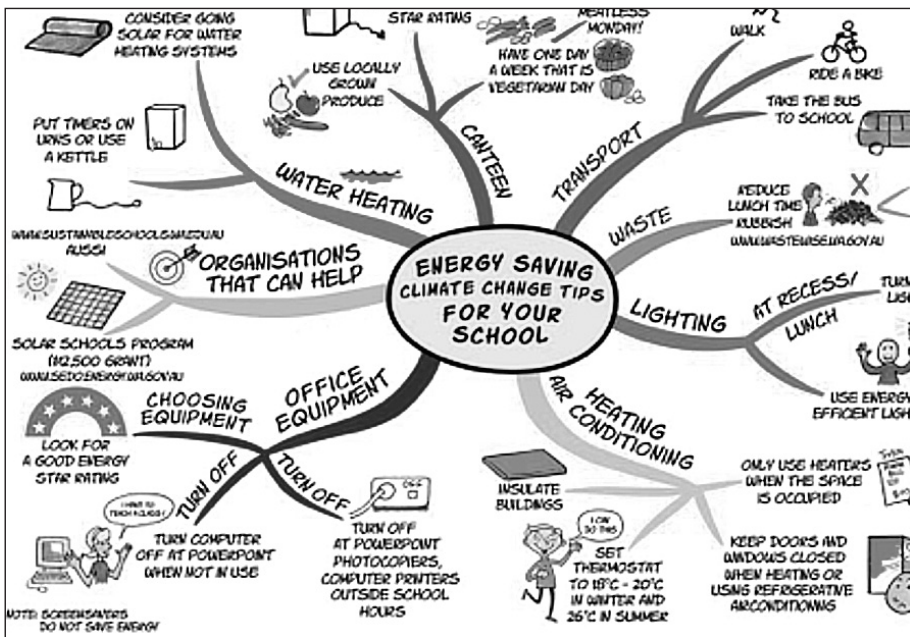 CONSIDER GOING
SOLAR FOR WATER
HEATING SYSTEMS
PUT TIMERS ON
URNS OR USE
A KETTLE
WATER HEATING
STAR RATING
USE LOCALLY
GROWN
PRODUCE
MEATLESS
MONDAY!
HAVE ONE DAY
A WEEK THAT IS
VEGETARIAN DAY
CANTEEN
WALK
RIDE A BIKE
TAKE THE BUS
TO SCHOOL
TRANSPORT
REDUCE
LUNCH TIME
RUBBISH
WWW.WASTEWISE.WA.GOV.AU
WASTE
ENERGY SAVING
CLIMATE CHANGE TIPS
FOR YOUR
SCHOOL
LIGHTING
AT RECESS/
LUNCH
TURN
LIG
USE ENERGY
EFFICIENT LIGH
WWW.SUSTAINABLESCHOOLS.WA.EDU.AU
AUSSI
ORGANISATIONS
THAT CAN HELP
SOLAR SCHOOLS PROGRAM
($12,500 GRANT)
WWW.SEDO.ENERGY.WA.GOV.AU
OFFICE
EQUIPMENT
CHOOSING
EQUIPMENT
LOOK FOR
A GOOD ENERGY
STAR RATING
TURN OFF
I HAVE TO
TEACH A CLASS!
TURN COMPUTER
OFF AT POWERPOINT
WHEN NOT IN USE
NOTE: SCREENSAVERS
DO NOT SAVE ENERGY
TURN OFF
OFF
TURN OFF
AT POWERPOINT
PHOTOCOPIERS,
COMPUTER PRINTERS
OUTSIDE SCHOOL
HOURS
HEATING
AIR CONDITIONING
INSULATE
BUILDINGS
I CAN
DO THIS
SET
THERMOSTAT
TO 18°C - 20°C
IN WINTER AND
26°C IN SUMMER
ONLY USE HEATERS
WHEN THE SPACE
IS OCCUPIED
KEEP DOORS AND
WINDOWS CLOSED
WHEN HEATING OR
USING REFRIGERATIVE
AIRCONDITIONNG